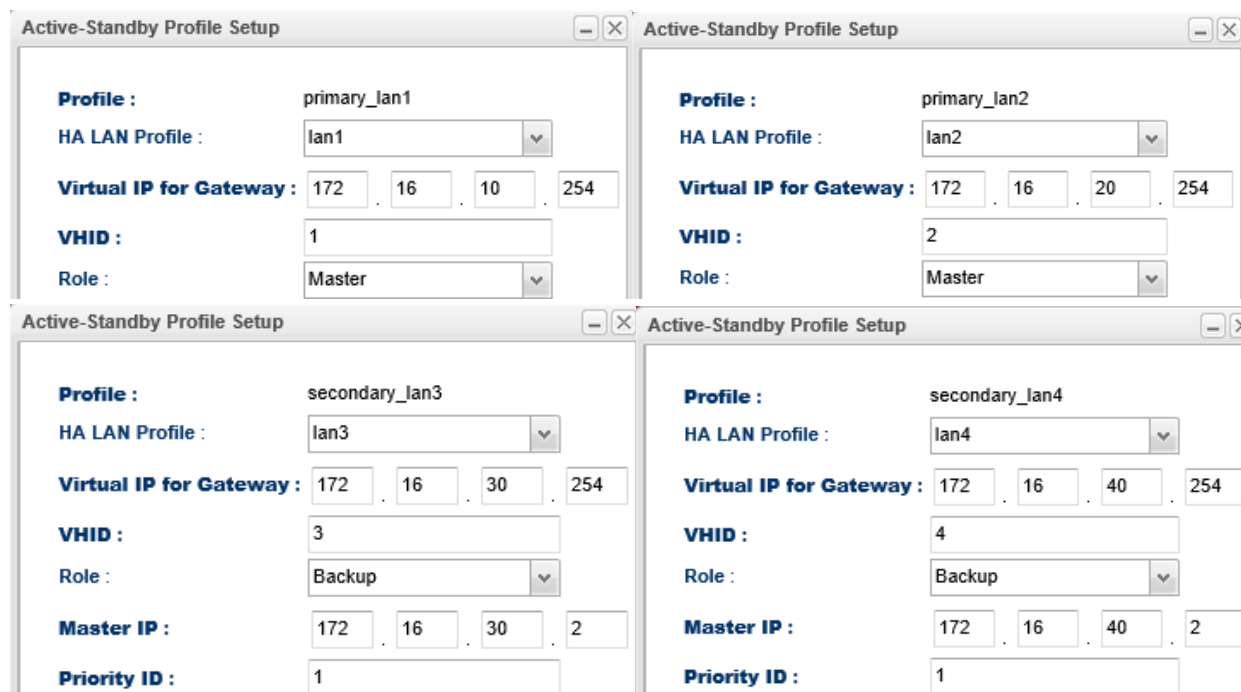 Active-Standby Profile Setup
Profile : primary_lan1
HA LAN Profile : lan1
Virtual IP for Gateway : 172 . 16 . 10 . 254
VHID : 1
Role : Master
Active-Standby Profile Setup
Profile : primary_lan2
HA LAN Profile : lan2
Virtual IP for Gateway : 172 . 16 . 20 . 254
VHID : 2
Role : Master
Active-Standby Profile Setup
Profile : secondary_lan3
HA LAN Profile : lan3
Virtual IP for Gateway : 172 . 16 . 30 . 254
VHID : 3
Role : Backup
Master IP : 172 . 16 . 30 . 2
Priority ID : 1
Active-Standby Profile Setup
Profile : secondary_lan4
HA LAN Profile : lan4
Virtual IP for Gateway : 172 . 16 . 40 . 254
VHID : 4
Role : Backup
Master IP : 172 . 16 . 40 . 2
Priority ID : 1